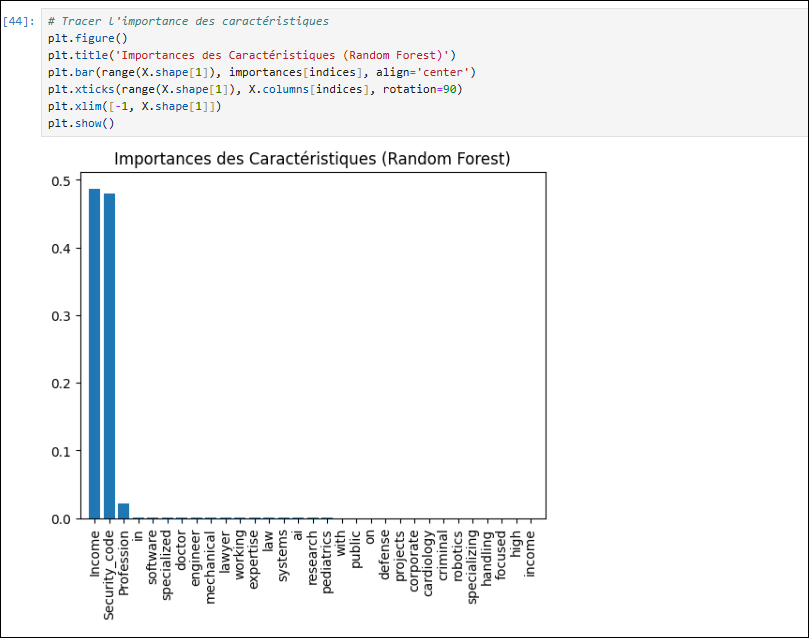 [44]: # Tracer l'importance des caractéristiques
plt.figure()
plt.title('Importances des Caractéristiques (Random Forest)')
plt.bar(range(X.shape[1]), importances[indices], align='center')
plt.xticks(range(X.shape[1]), X.columns[indices], rotation=90)
plt.xlim([-1, X.shape[1]])
plt.show()
Importances des Caractéristiques (Random Forest)
0.5
0.4
0.3
0.2
0.1
0.0
Income
Security_code
Profession
in
software
specialized
doctor
engineer
mechanical
lawyer
working
expertise
law
systems
ai
research
pediatrics
with
public
on
defense
projects
corporate
cardiology
criminal
robotics
specializing
handling
focused
high
income